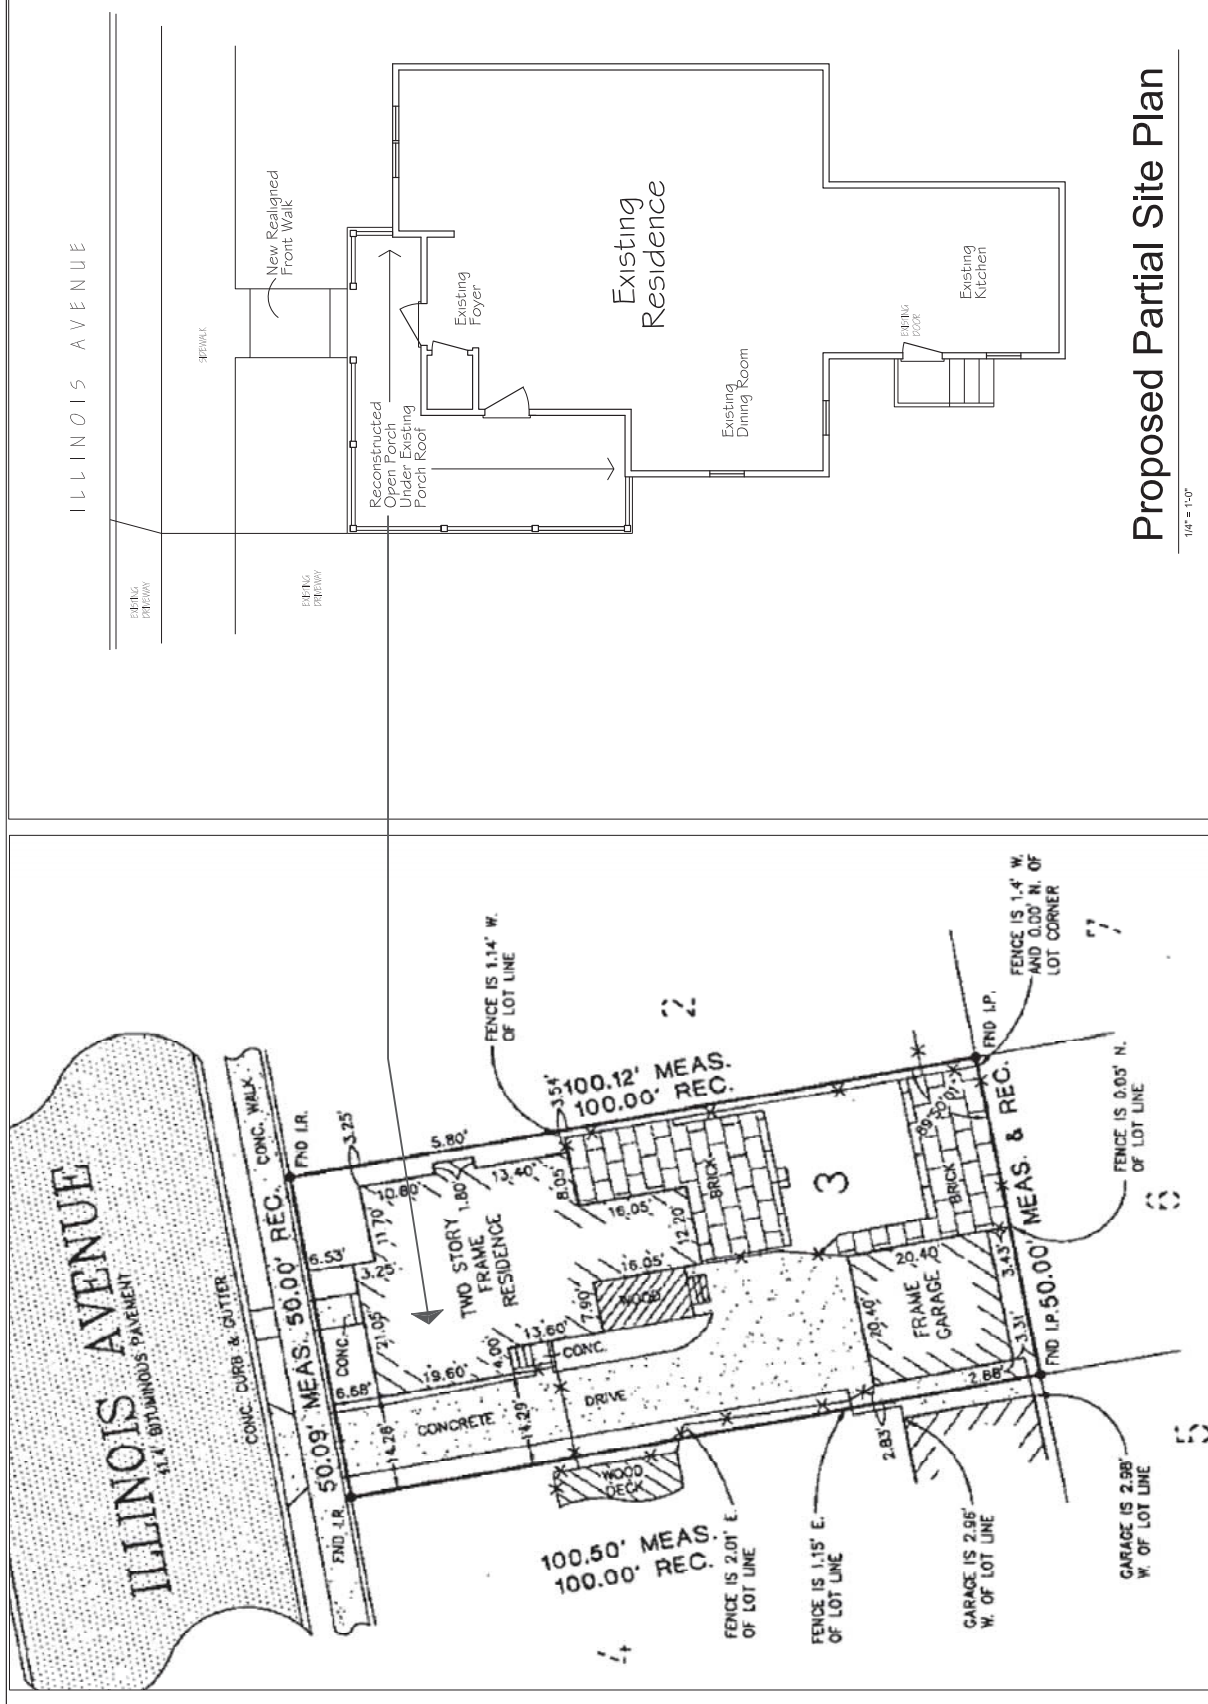 ILLINOIS AVENUE
41.4' BITUMINOUS PAVEMENT
CONC. CURB & GUTTER
CONC. WALK
FND I.R.
50.09' MEAS. 50.00' REC.
FND I.R.
6.53'
3.25'
6.68'
CONC.
3.25'
11.70'
10.80'
5.80'
1.80'
13.40'
3.54'
21.05'
14.28'
19.60'
4.00'
14.29'
13.60'
7.90'
16.05'
8.05'
16.05'
12.20'
TWO STORY
FRAME
RESIDENCE
CONCRETE
DRIVE
CONC.
WOOD
BRICK
WOOD
DECK
FENCE IS 1.14' W.
OF LOT LINE
100.12' MEAS.
100.00' REC.
100.50' MEAS.
100.00' REC.
2
3
4
5
6
7
FENCE IS 2.01' E.
OF LOT LINE
FENCE IS 1.15' E.
OF LOT LINE
2.83'
20.40'
20.40'
FRAME
GARAGE
BRICK
2.88'
3.31'
3.43'
GARAGE IS 2.96'
W. OF LOT LINE
GARAGE IS 2.98'
W. OF LOT LINE
FND I.P.
50.00' MEAS. & REC.
FND I.P.
FENCE IS 0.05' N.
OF LOT LINE
FENCE IS 1.4' W.
AND 0.00' N. OF
LOT CORNER
ILLINOIS AVENUE
EXISTING
DRIVEWAY
SIDEWALK
EXISTING
DRIVEWAY
New Realigned
Front Walk
Reconstructed
Open Porch
Under Existing
Porch Roof
Existing
Foyer
Existing
Residence
Existing
Dining Room
EXISTING
DOOR
Existing
Kitchen
Proposed Partial Site Plan
1/4" = 1'-0"